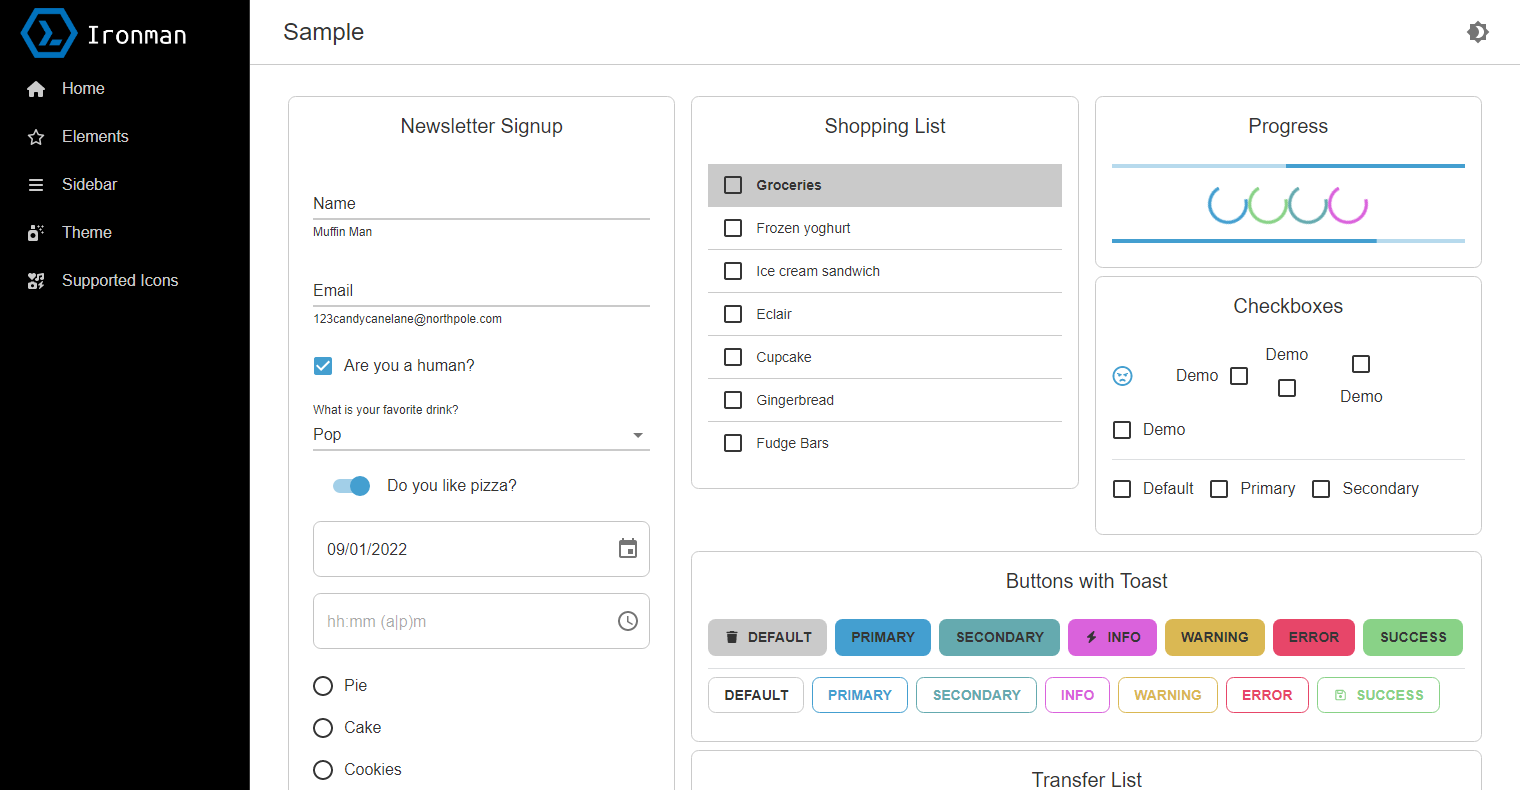 Ironman
Home
Elements
Sidebar
Theme
Supported Icons
Sample
Newsletter Signup
Name
Muffin Man
Email
123candycanelane@northpole.com
Are you a human?
What is your favorite drink?
Pop
Do you like pizza?
09/01/2022
hh:mm (a|p)m
Pie
Cake
Cookies
Shopping List
Groceries
Frozen yoghurt
Ice cream sandwich
Eclair
Cupcake
Gingerbread
Fudge Bars
Progress
Checkboxes
Demo
Demo
Demo
Demo
Default Primary Secondary
Buttons with Toast
DEFAULT PRIMARY SECONDARY INFO WARNING ERROR SUCCESS
DEFAULT PRIMARY SECONDARY INFO WARNING ERROR SUCCESS
Transfer List